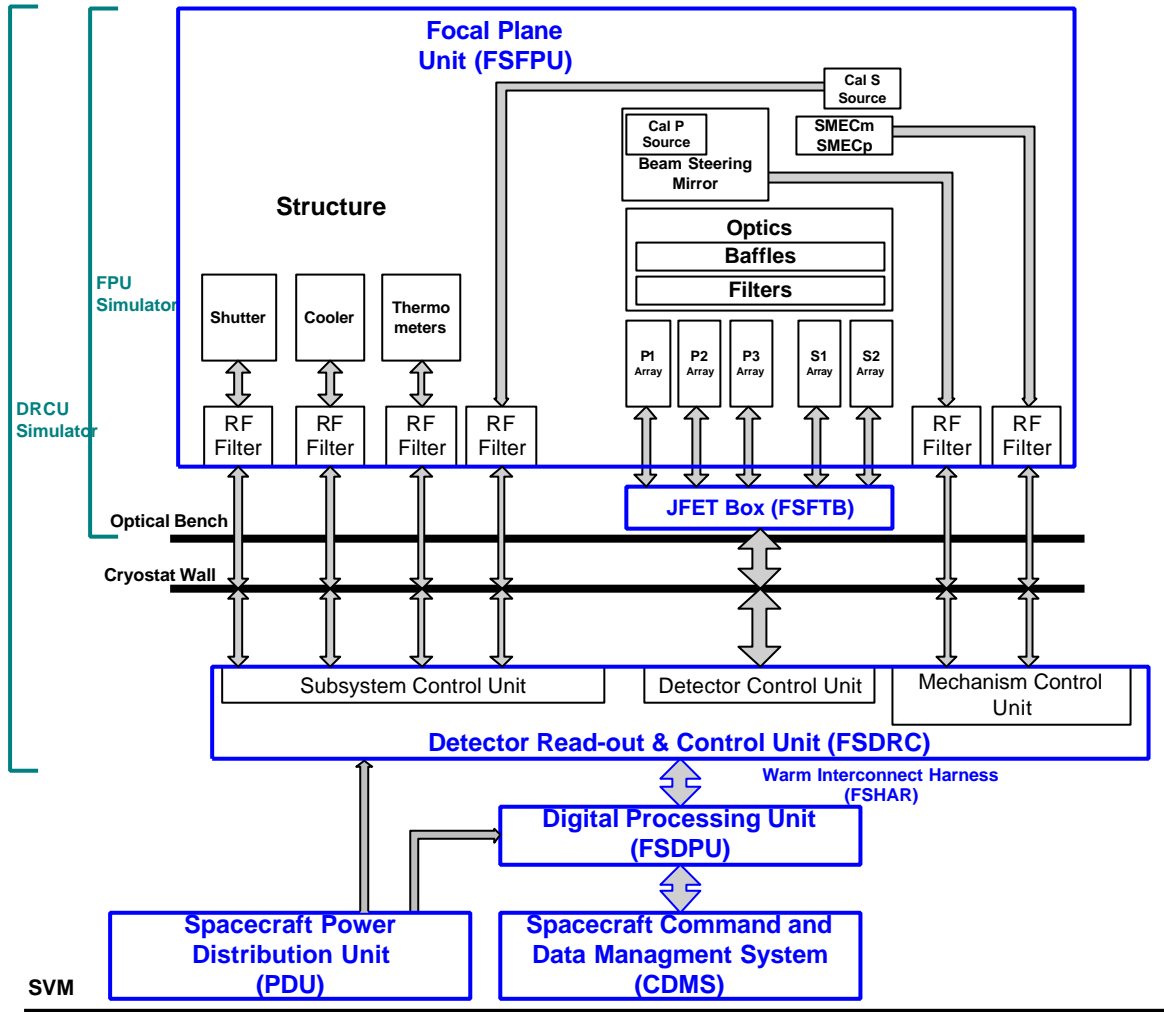 Focal Plane
Unit (FSFPU)
Cal S
Source
Cal P
Source
SMECm
SMECp
Beam Steering
Mirror
Structure
Optics
Baffles
Filters
FPU
Simulator
Shutter
Cooler
Thermo
meters
P1
Array
P2
Array
P3
Array
S1
Array
S2
Array
DRCU
Simulator
RF
Filter
RF
Filter
RF
Filter
RF
Filter
RF
Filter
RF
Filter
JFET Box (FSFTB)
Optical Bench
Cryostat Wall
Subsystem Control Unit
Detector Control Unit
Mechanism Control
Unit
Detector Read-out & Control Unit (FSDRC)
Warm Interconnect Harness
(FSHAR)
Digital Processing Unit
(FSDPU)
Spacecraft Power
Distribution Unit
(PDU)
Spacecraft Command and
Data Managment System
(CDMS)
SVM